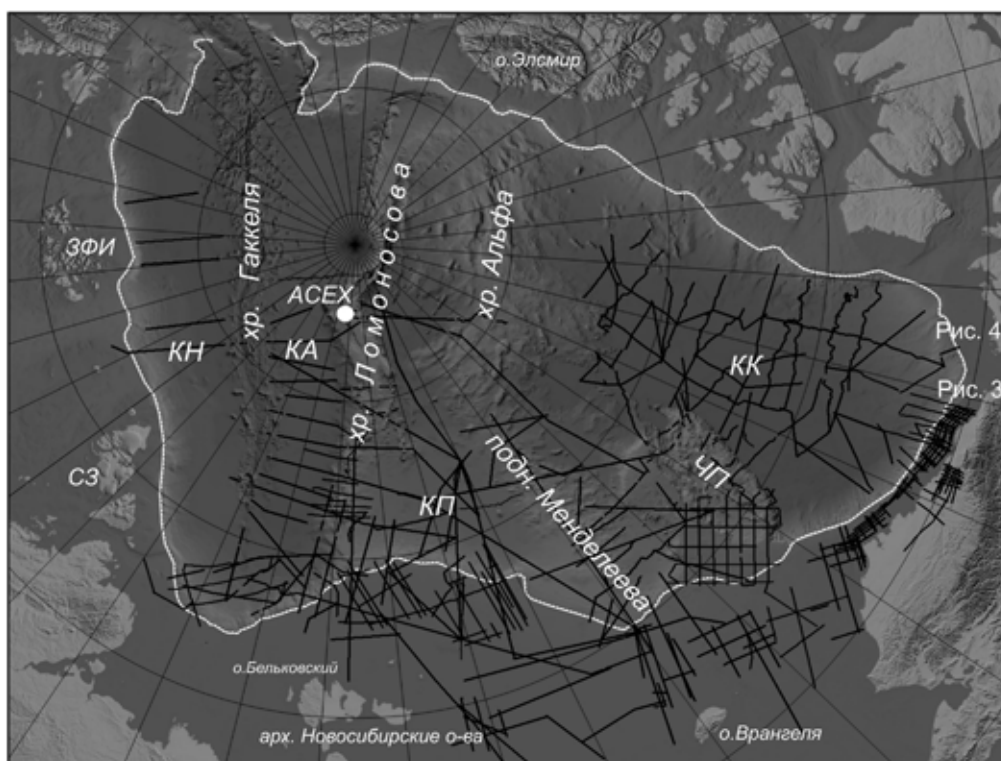 о.Элсмир
ЗФИ
хр. Гаккеля
АСЕХ
хр. Ломоносова
хр. Альфа
КН
КА
КК
Рис. 4
Рис. 3
СЗ
КП
подн. Менделеева
ЧП
о.Бельковский
арх. Новосибирские о-ва
о.Врангеля